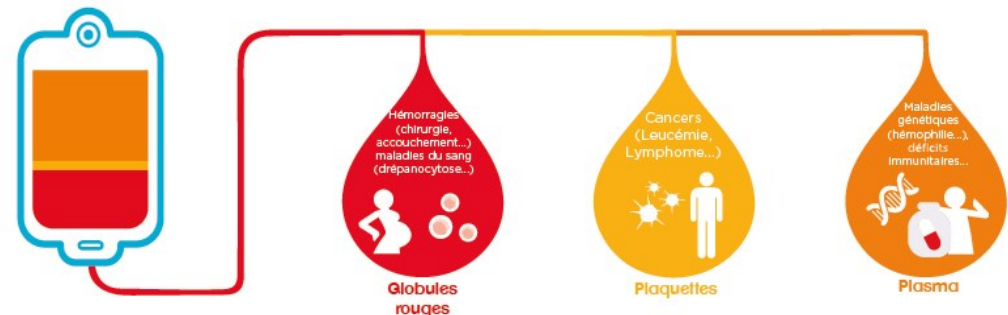 Hémorragies
(chirurgie,
accouchement...)
maladies du sang
(drépanocytose...)
Globules
rouges
Cancers
(Leucémie,
Lymphome...)
Plaquettes
Maladies
génétiques
(hémophilie...),
déficits
immunitaires...
Plasma